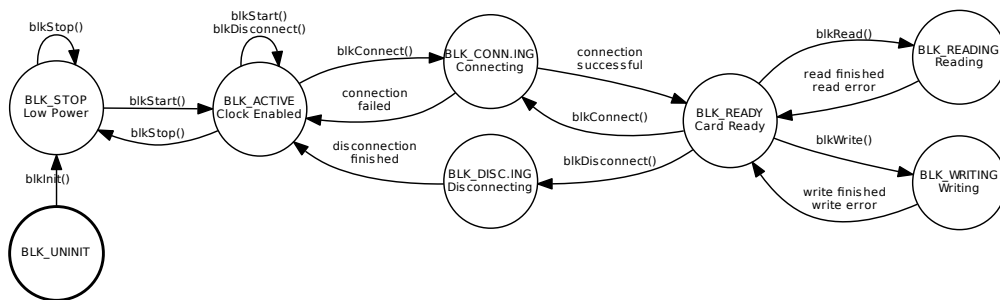 blkStop()
BLK_STOP
Low Power
blkInit()
BLK_UNINIT
blkStart()
blkStop()
blkStart()
blkDisconnect()
BLK_ACTIVE
Clock Enabled
blkConnect()
connection
failed
disconnection
finished
BLK_CONN.ING
Connecting
BLK_DISC.ING
Disconnecting
connection
successful
blkConnect()
blkDisconnect()
BLK_READY
Card Ready
blkRead()
read finished
read error
blkWrite()
write finished
write error
BLK_READING
Reading
BLK_WRITING
Writing